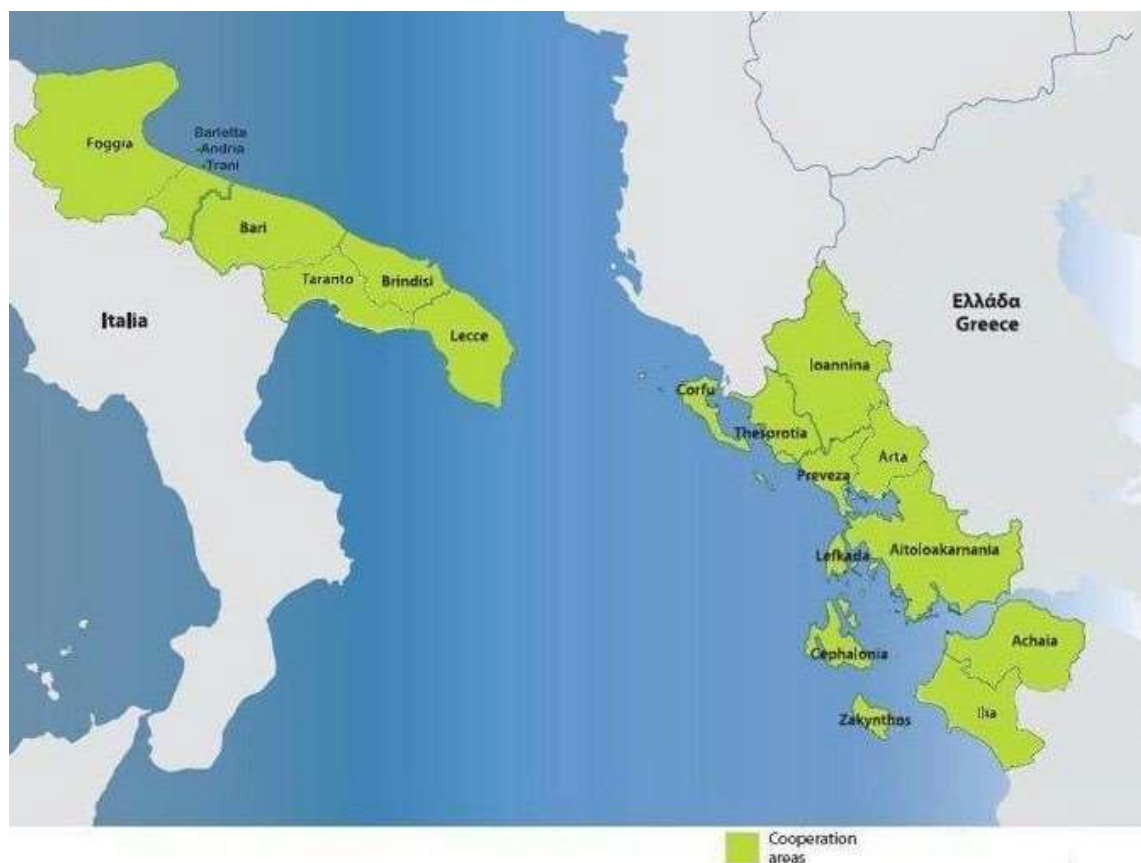 Foggia
Barletta
-Andria
-Trani
Bari
Taranto
Brindisi
Lecce
Italia
Ελλάδα
Greece
Ioannina
Corfu
Thesprotia
Arta
Preveza
Lefkada
Aitoloakarnania
Cephalonia
Achaia
Zakynthos
Ilia
Cooperation
areas